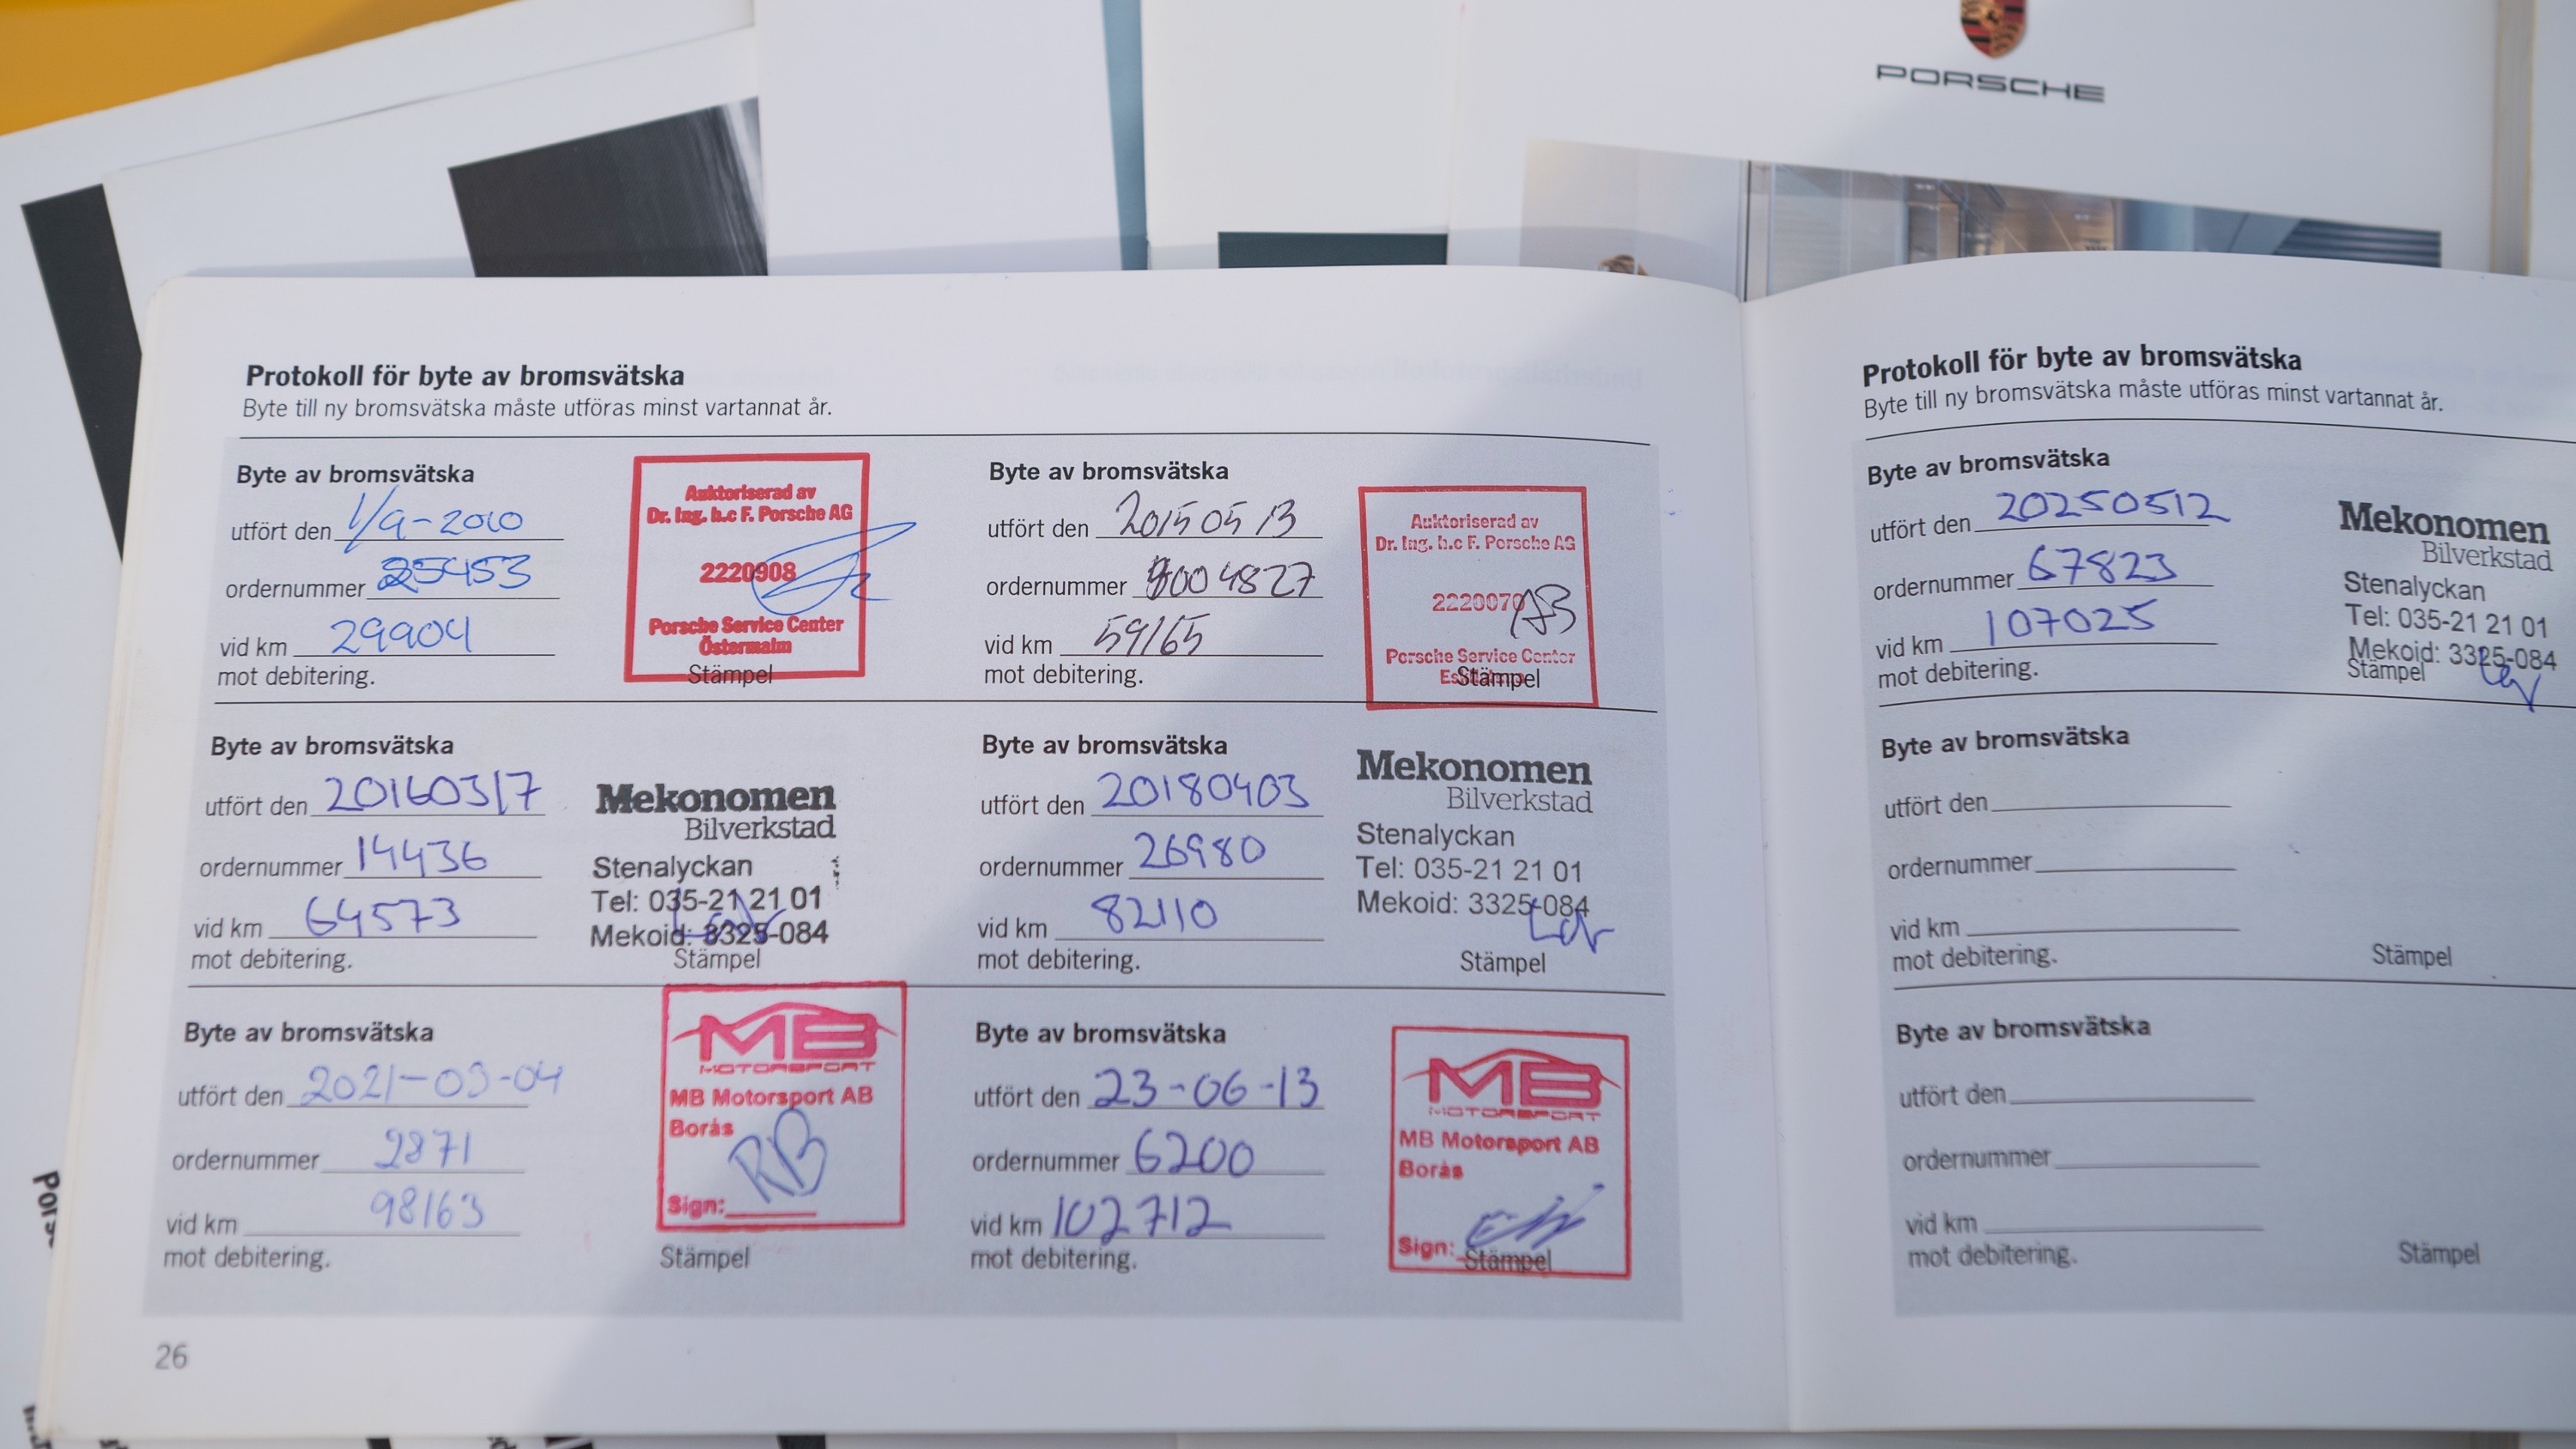 PORSCHE
Protokoll för byte av bromsvätska
Byte till ny bromsvätska måste utföras minst vartannat år.
Byte av bromsvätska
utfört den 1/9-2010
ordernummer 25453
vid km 29904
mot debitering.
Auktoriserad av
Dr. Ing. h.c F. Porsche AG
2220908
Porsche Service Center
Östermalm
Stämpel
Byte av bromsvätska
utfört den 20150513
ordernummer 1004827
vid km 59165
mot debitering.
Auktoriserad av
Dr. Ing. h.c F. Porsche AG
2220070
Porsche Service Center
Stämpel
Byte av bromsvätska
utfört den 20160317
ordernummer 14436
vid km 64573
mot debitering.
Mekonomen
Bilverkstad
Stenalyckan
Tel: 035-21 21 01
Mekoid: 3325-084
Stämpel
Byte av bromsvätska
utfört den 20180403
ordernummer 26980
vid km 82110
mot debitering.
Mekonomen
Bilverkstad
Stenalyckan
Tel: 035-21 21 01
Mekoid: 3325-084
Stämpel
Byte av bromsvätska
utfört den 2021-03-04
ordernummer 2871
vid km 98163
mot debitering.
MB
MOTORSPORT
MB Motorsport AB
Borås
RB
Sign:
Stämpel
Byte av bromsvätska
utfört den 23-06-13
ordernummer 6200
vid km 102712
mot debitering.
MB
MOTORSPORT
MB Motorsport AB
Borås
Sign:
Stämpel
26
Protokoll för byte av bromsvätska
Byte till ny bromsvätska måste utföras minst vartannat år.
Byte av bromsvätska
utfört den 20250512
ordernummer 67823
vid km 107025
mot debitering.
Mekonomen
Bilverkstad
Stenalyckan
Tel: 035-21 21 01
Mekoid: 3325-084
Stämpel
Byte av bromsvätska
utfört den
ordernummer
vid km
mot debitering.
Stämpel
Byte av bromsvätska
utfört den
ordernummer
vid km
mot debitering.
Stämpel